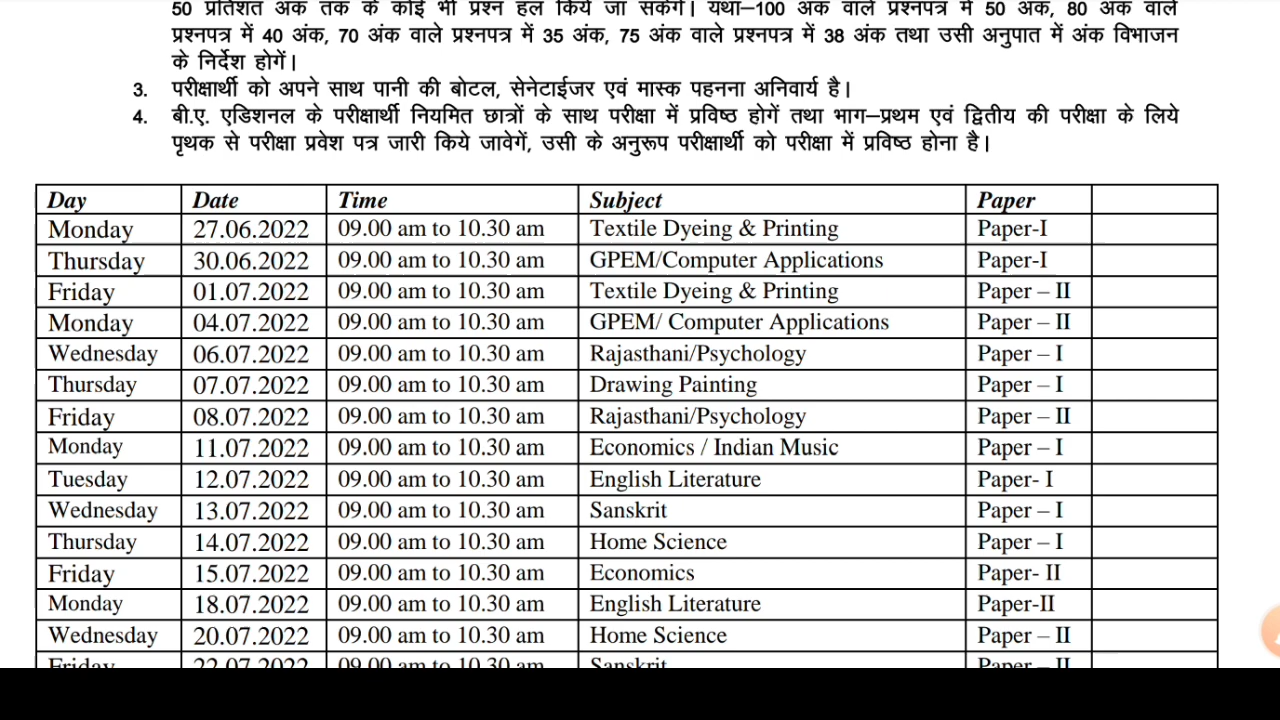 50 प्रतिशत अंक तक के कोई भी प्रश्न हल किये जा सकेगें। यथा–100 अंक वाले प्रश्नपत्र में 50 अंक, 80 अंक वाले
प्रश्नपत्र में 40 अंक, 70 अंक वाले प्रश्नपत्र में 35 अंक, 75 अंक वाले प्रश्नपत्र में 38 अंक तथा उसी अनुपात में अंक विभाजन
के निर्देश होगें।
3. परीक्षार्थी को अपने साथ पानी की बोटल, सेनेटाईजर एवं मास्क पहनना अनिवार्य है।
4. बी.ए. एडिशनल के परीक्षार्थी नियमित छात्रों के साथ परीक्षा में प्रविष्ठ होगें तथा भाग–प्रथम एवं द्वितीय की परीक्षा के लिये
पृथक से परीक्षा प्रवेश पत्र जारी किये जावेगें, उसी के अनुरूप परीक्षार्थी को परीक्षा में प्रविष्ठ होना है।
Day Date Time Subject Paper
Monday 27.06.2022 09.00 am to 10.30 am Textile Dyeing & Printing Paper-I
Thursday 30.06.2022 09.00 am to 10.30 am GPEM/Computer Applications Paper-I
Friday 01.07.2022 09.00 am to 10.30 am Textile Dyeing & Printing Paper – II
Monday 04.07.2022 09.00 am to 10.30 am GPEM/ Computer Applications Paper – II
Wednesday 06.07.2022 09.00 am to 10.30 am Rajasthani/Psychology Paper – I
Thursday 07.07.2022 09.00 am to 10.30 am Drawing Painting Paper – I
Friday 08.07.2022 09.00 am to 10.30 am Rajasthani/Psychology Paper – II
Monday 11.07.2022 09.00 am to 10.30 am Economics / Indian Music Paper – I
Tuesday 12.07.2022 09.00 am to 10.30 am English Literature Paper- I
Wednesday 13.07.2022 09.00 am to 10.30 am Sanskrit Paper – I
Thursday 14.07.2022 09.00 am to 10.30 am Home Science Paper – I
Friday 15.07.2022 09.00 am to 10.30 am Economics Paper- II
Monday 18.07.2022 09.00 am to 10.30 am English Literature Paper-II
Wednesday 20.07.2022 09.00 am to 10.30 am Home Science Paper – II
Friday 22.07.2022 09.00 am to 10.30 am Sanskrit Paper – II